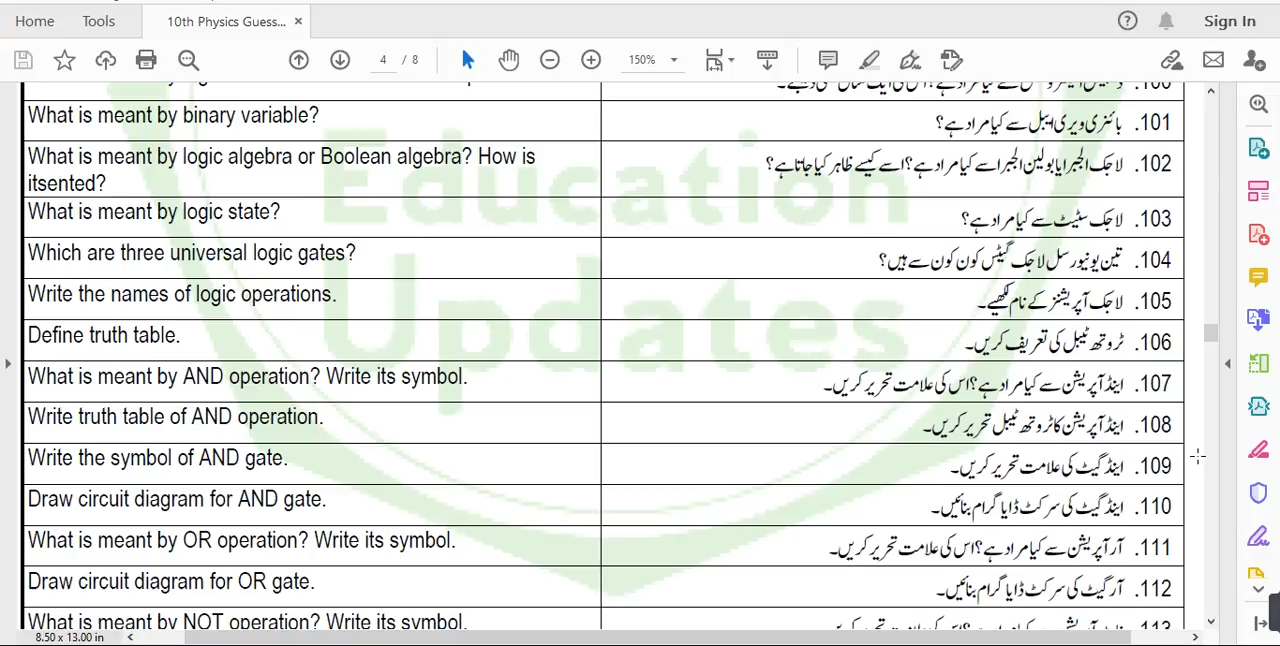 Home Tools 10th Physics Guess... × Sign In
4 / 8 150%
What is meant by binary variable? 101. بائنری ویری ایبل سے کیا مراد ہے؟
What is meant by logic algebra or Boolean algebra? How is
itsented?
102. لاجک الجبرا یا بولین الجبرا سے کیا مراد ہے؟ اسے کیسے ظاہر کیا جاتا ہے؟
What is meant by logic state? 103. لاجک سٹیٹ سے کیا مراد ہے؟
Which are three universal logic gates? 104. تین یونیورسل لاجک گیٹس کون کون سے ہیں؟
Write the names of logic operations. 105. لاجک آپریشنز کے نام لکھیے۔
Define truth table. 106. ٹروتھ ٹیبل کی تعریف کریں۔
What is meant by AND operation? Write its symbol. 107. اینڈ آپریشن سے کیا مراد ہے؟ اس کی علامت تحریر کریں۔
Write truth table of AND operation. 108. اینڈ آپریشن کا ٹروتھ ٹیبل تحریر کریں۔
Write the symbol of AND gate. 109. اینڈ گیٹ کی علامت تحریر کریں۔
Draw circuit diagram for AND gate. 110. اینڈ گیٹ کی سرکٹ ڈایاگرام بنائیں۔
What is meant by OR operation? Write its symbol. 111. آر آپریشن سے کیا مراد ہے؟ اس کی علامت تحریر کریں۔
Draw circuit diagram for OR gate. 112. آر گیٹ کی سرکٹ ڈایاگرام بنائیں۔
What is meant by NOT operation? Write its symbol.
Education
Updates
8.50 x 13.00 in